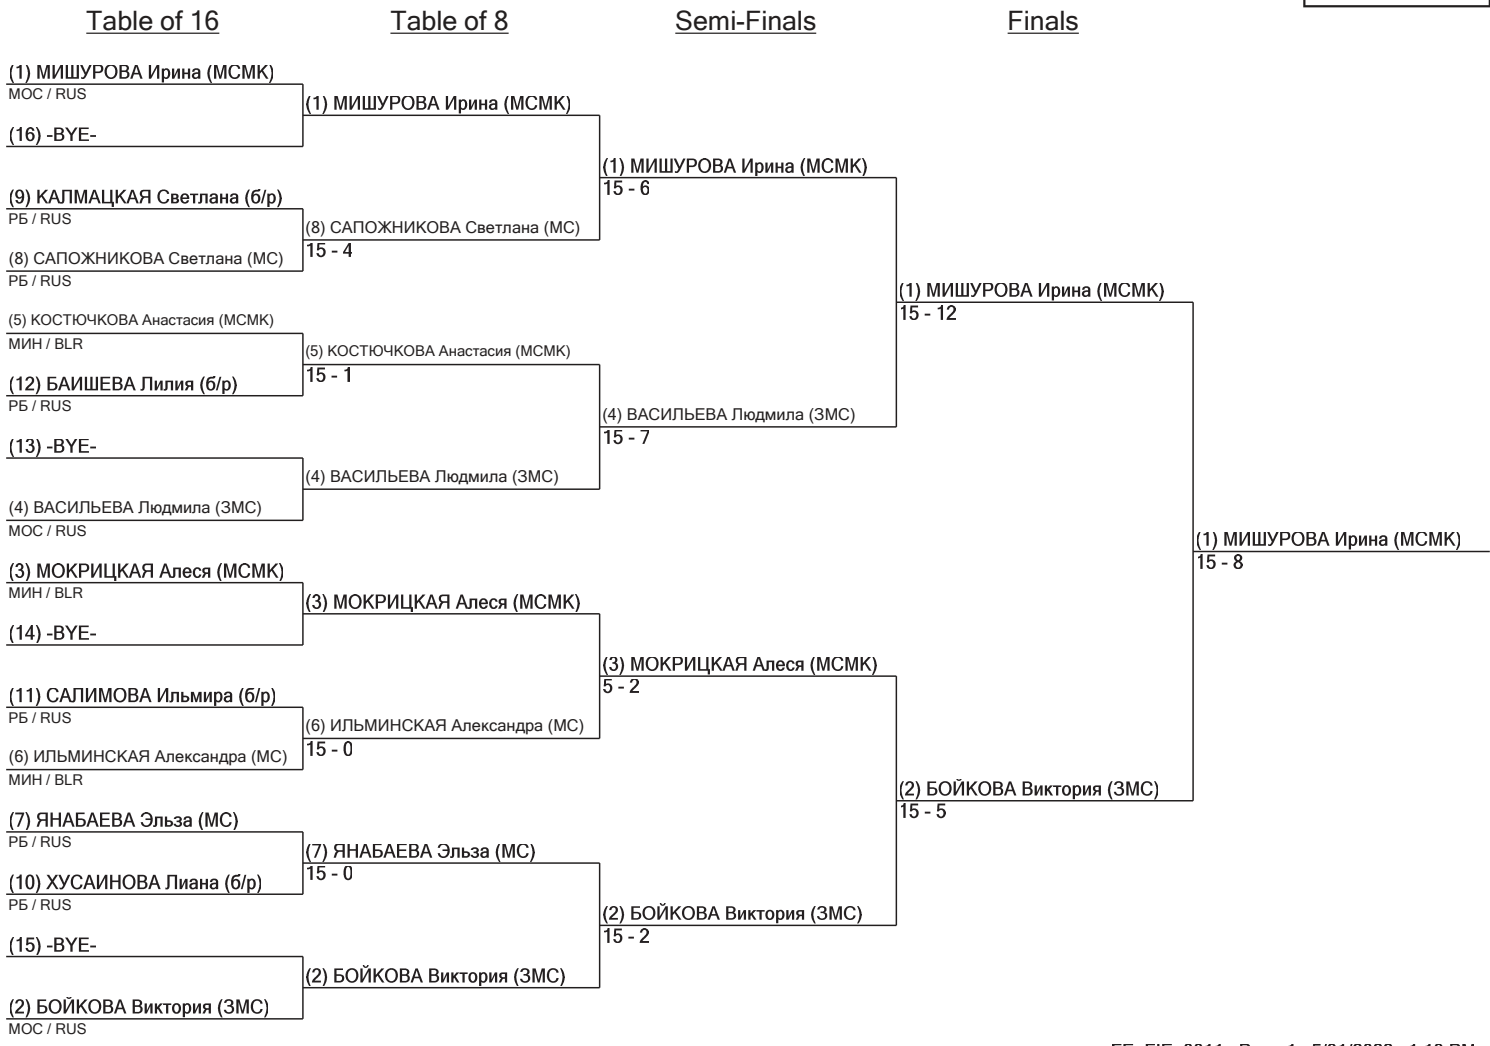 Table of 16
Table of 8
Semi-Finals
Finals
(1) МИШУРОВА Ирина (МСМК)
МОС / RUS
(16) -BYE-
(9) КАЛМАЦКАЯ Светлана (б/р)
РБ / RUS
(8) САПОЖНИКОВА Светлана (МС)
РБ / RUS
(5) КОСТЮЧКОВА Анастасия (МСМК)
МИН / BLR
(12) БАИШЕВА Лилия (б/р)
РБ / RUS
(13) -BYE-
(4) ВАСИЛЬЕВА Людмила (ЗМС)
МОС / RUS
(3) МОКРИЦКАЯ Алеся (МСМК)
МИН / BLR
(14) -BYE-
(11) САЛИМОВА Ильмира (б/р)
РБ / RUS
(6) ИЛЬМИНСКАЯ Александра (МС)
МИН / BLR
(7) ЯНАБАЕВА Эльза (МС)
РБ / RUS
(10) ХУСАИНОВА Лиана (б/р)
РБ / RUS
(15) -BYE-
(2) БОЙКОВА Виктория (ЗМС)
МОС / RUS
(1) МИШУРОВА Ирина (МСМК)
(8) САПОЖНИКОВА Светлана (МС)
15 - 4
(5) КОСТЮЧКОВА Анастасия (МСМК)
15 - 1
(4) ВАСИЛЬЕВА Людмила (ЗМС)
(3) МОКРИЦКАЯ Алеся (МСМК)
(6) ИЛЬМИНСКАЯ Александра (МС)
15 - 0
(7) ЯНАБАЕВА Эльза (МС)
15 - 0
(2) БОЙКОВА Виктория (ЗМС)
(1) МИШУРОВА Ирина (МСМК)
15 - 6
(4) ВАСИЛЬЕВА Людмила (ЗМС)
15 - 7
(3) МОКРИЦКАЯ Алеся (МСМК)
5 - 2
(2) БОЙКОВА Виктория (ЗМС)
15 - 2
(1) МИШУРОВА Ирина (МСМК)
15 - 12
(2) БОЙКОВА Виктория (ЗМС)
15 - 5
(1) МИШУРОВА Ирина (МСМК)
15 - 8